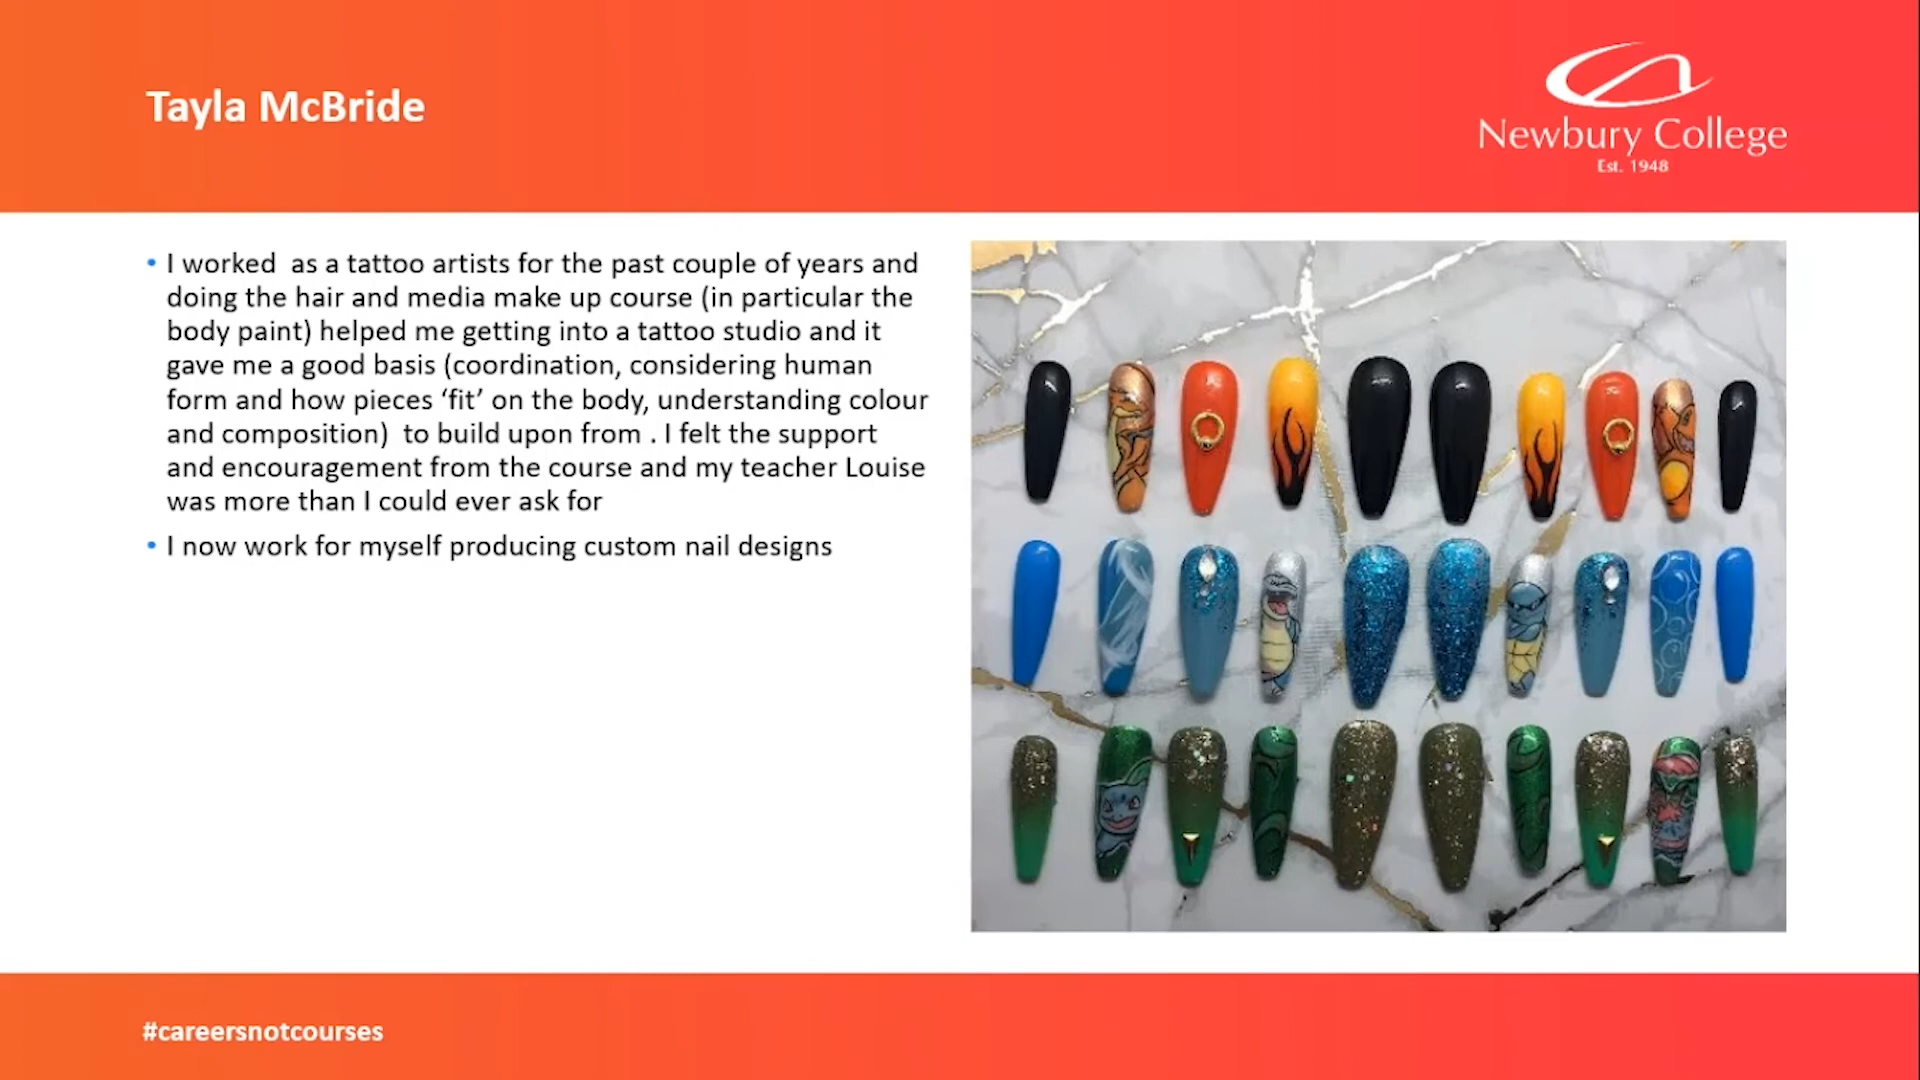 Tayla McBride
Newbury College
Est. 1948
• I worked  as a tattoo artists for the past couple of years and
doing the hair and media make up course (in particular the
body paint) helped me getting into a tattoo studio and it
gave me a good basis (coordination, considering human
form and how pieces ‘fit’ on the body, understanding colour
and composition)  to build upon from . I felt the support
and encouragement from the course and my teacher Louise
was more than I could ever ask for
• I now work for myself producing custom nail designs
#careersnotcourses